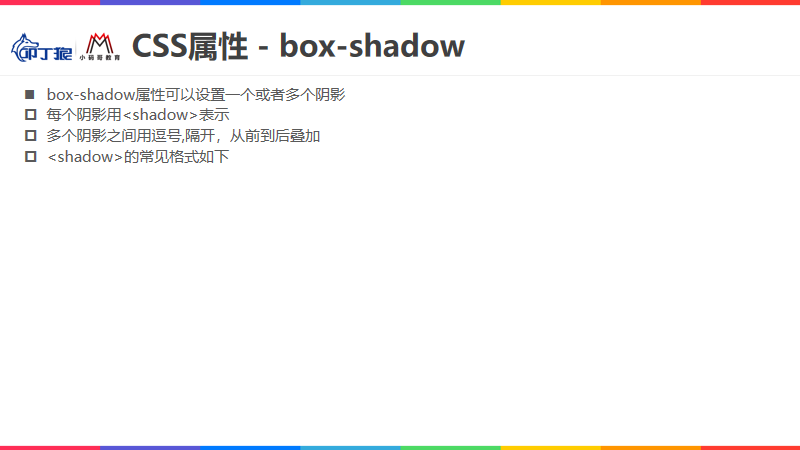 叩丁狼
小码哥教育
CSS属性 - box-shadow
box-shadow属性可以设置一个或者多个阴影
每个阴影用<shadow>表示
多个阴影之间用逗号,隔开，从前到后叠加
<shadow>的常见格式如下